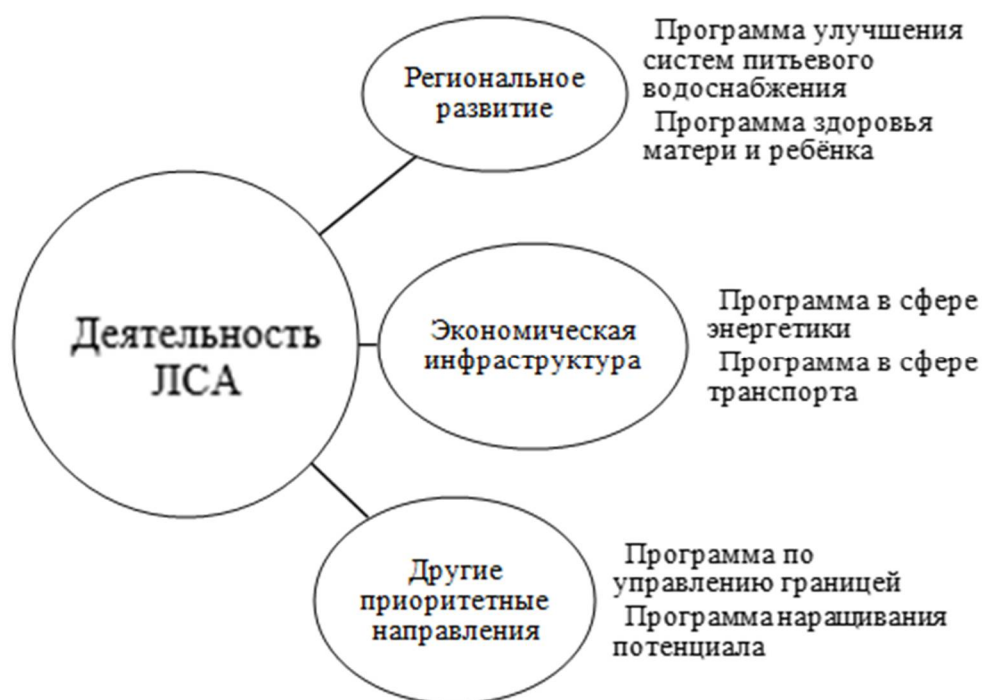 Региональное
развитие
Программа улучшения
систем питьевого
водоснабжения
Программа здоровья
матери и ребёнка
Деятельность
ЛСА
Экономическая
инфраструктура
Программа в сфере
энергетики
Программа в сфере
транспорта
Другие
приоритетные
направления
Программа по
управлению границей
Программа наращивания
потенциала